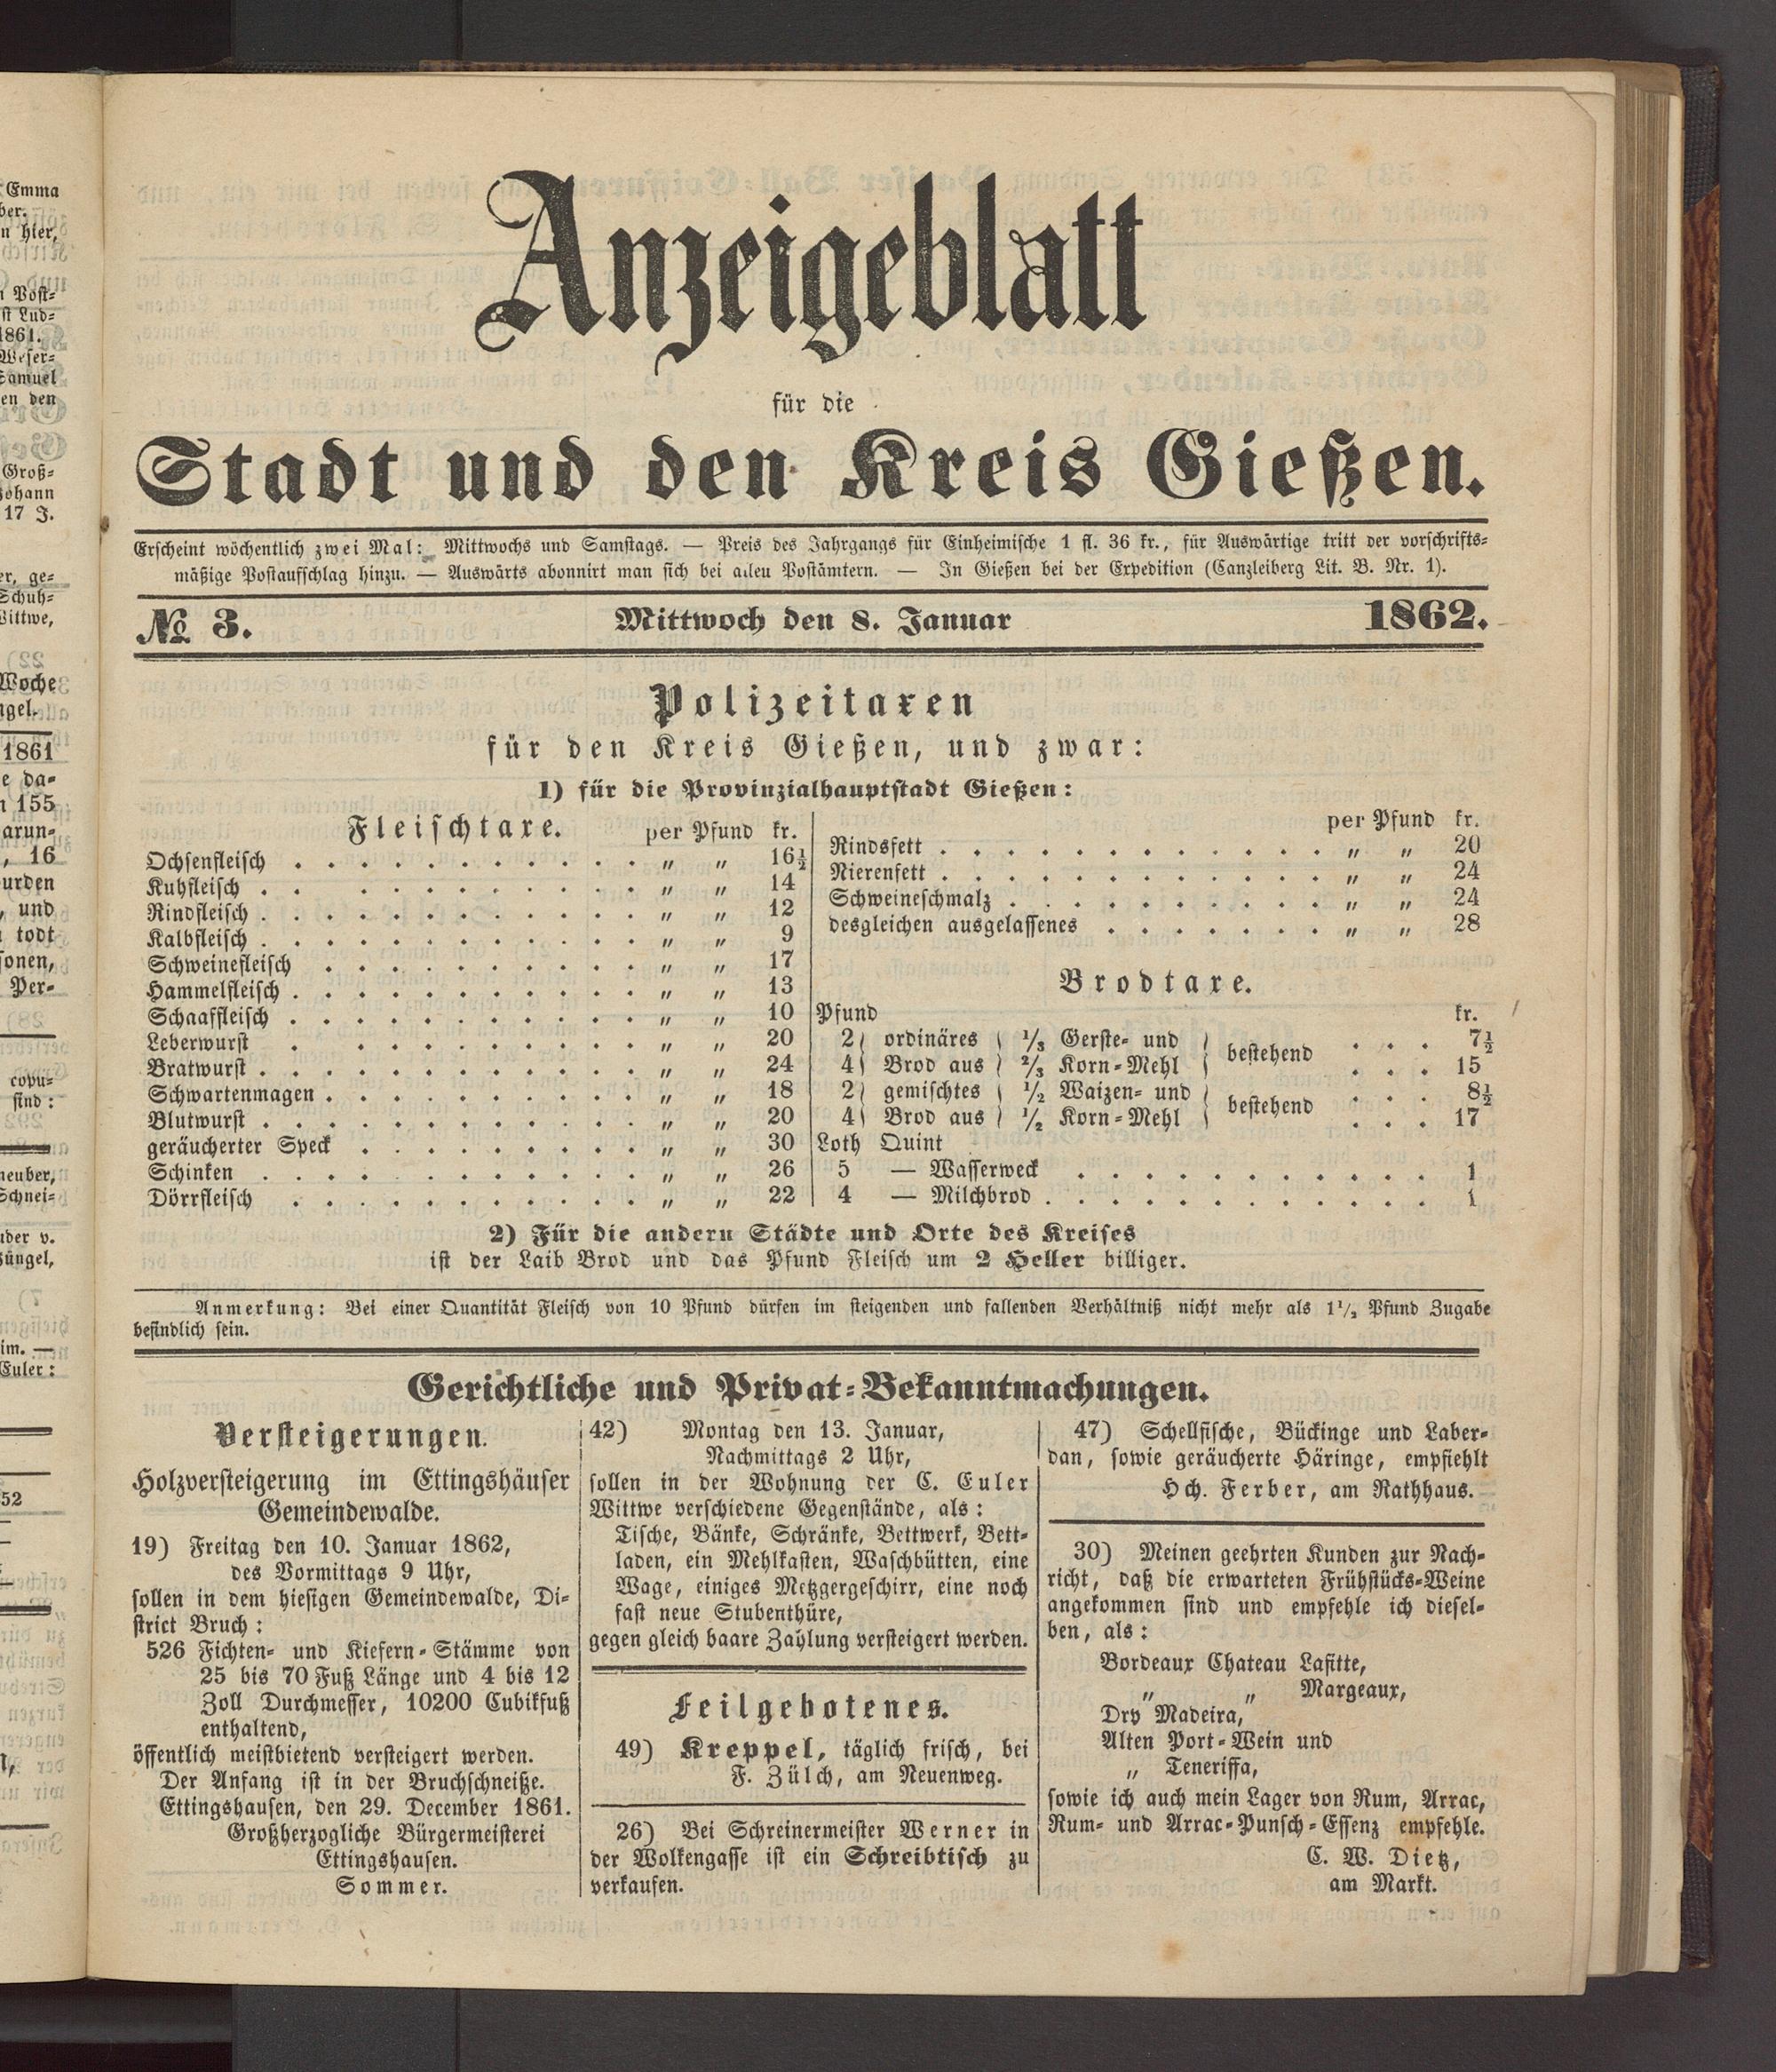 Anzeigeblatt
für die
Stadt und den Kreis Gießen.
Erscheint wöchentlich zwei Mal: Mittwochs und Samstags. — Preis des Jahrgangs für Einheimische 1 fl. 36 kr., für Auswärtige tritt der vorschrifts-
mäßige Postaufschlag hinzu. — Auswärts abonnirt man sich bei allen Postämtern. — In Gießen bei der Expedition (Canzleiberg Lit. B. Nr. 1).
№ 3. Mittwoch den 8. Januar 1862.
Polizeitaxen
für den Kreis Gießen, und zwar:
1) für die Provinzialhauptstadt Gießen:
Fleischtaxe. per Pfund kr.
Ochsenfleisch . . . . . . . . . . . „ „ 16½
Kuhfleisch . . . . . . . . . . . „ „ 14
Rindfleisch . . . . . . . . . . . . „ „ 12
Kalbfleisch . . . . . . . . . . . . „ „ 9
Schweinefleisch . . . . . . . . . . „ „ 17
Hammelfleisch . . . . . . . . . . . „ „ 13
Schaaffleisch . . . . . . . . . . . „ „ 10
Leberwurst . . . . . . . . . . . „ „ 20
Bratwurst . . . . . . . . . . . . „ „ 24
Schwartenmagen . . . . . . . . . . „ „ 18
Blutwurst . . . . . . . . . . . . „ „ 20
geräucherter Speck . . . . . . . . . „ „ 30
Schinken . . . . . . . . . . . . „ „ 26
Dörrfleisch . . . . . . . . . . . „ „ 22
per Pfund kr.
Rindsfett . . . . . . . . . . . . . „ „ 20
Nierenfett . . . . . . . . . . . . . „ „ 24
Schweineschmalz . . . . . . . . . . . „ „ 24
desgleichen ausgelassenes . . . . . . . „ „ 28
Brodtaxe.
Pfund kr.
2) ordinäres ( ⅓ Gerste- und ) bestehend . . . 7½
4) Brod aus ) ⅔ Korn-Mehl ( . . . 15
2) gemischtes ( ½ Waizen- und ) bestehend . . . 8½
4) Brod aus ) ½ Korn-Mehl ( . . . 17
Loth Quint
5 — Wasserweck . . . . . . . . . . . 1
4 — Milchbrod . . . . . . . . . . . . 1
2) Für die andern Städte und Orte des Kreises
ist der Laib Brod und das Pfund Fleisch um 2 Heller billiger.
Anmerkung: Bei einer Quantität Fleisch von 10 Pfund dürfen im steigenden und fallenden Verhältniß nicht mehr als 1½ Pfund Zugabe
befindlich sein.
Gerichtliche und Privat-Bekanntmachungen.
Versteigerungen.
Holzversteigerung im Ettingshäuser
Gemeindewalde.
19) Freitag den 10. Januar 1862,
des Vormittags 9 Uhr,
sollen in dem hiesigen Gemeindewalde, Di-
strict Bruch:
526 Fichten- und Kiefern-Stämme von
25 bis 70 Fuß Länge und 4 bis 12
Zoll Durchmesser, 10200 Cubikfuß
enthaltend,
öffentlich meistbietend versteigert werden.
Der Anfang ist in der Bruchschneiße.
Ettingshausen, den 29. December 1861.
Großherzogliche Bürgermeisterei
Ettingshausen.
Sommer.
42) Montag den 13. Januar,
Nachmittags 2 Uhr,
sollen in der Wohnung der C. Euler
Wittwe verschiedene Gegenstände, als:
Tische, Bänke, Schränke, Bettwerk, Bett-
laden, ein Mehlkasten, Waschbütten, eine
Wage, einiges Metzgergeschirr, eine noch
fast neue Stubenthüre,
gegen gleich baare Zahlung versteigert werden.
Feilgebotenes.
49) Kreppel, täglich frisch, bei
F. Zülch, am Neuenweg.
26) Bei Schreinermeister Werner in
der Wolkengasse ist ein Schreibtisch zu
verkaufen.
47) Schellfische, Bückinge und Laber-
dan, sowie geräucherte Häringe, empfiehlt
Hch. Ferber, am Rathhaus.
30) Meinen geehrten Kunden zur Nach-
richt, daß die erwarteten Frühstücks-Weine
angekommen sind und empfehle ich diesel-
ben, als:
Bordeaux Chateau Lafitte,
„ „ Margeaux,
Dry Madeira,
Alten Port-Wein und
„ Teneriffa,
sowie ich auch mein Lager von Rum, Arrac,
Rum- und Arrac-Punsch-Essenz empfehle.
C. W. Dietz,
am Markt.